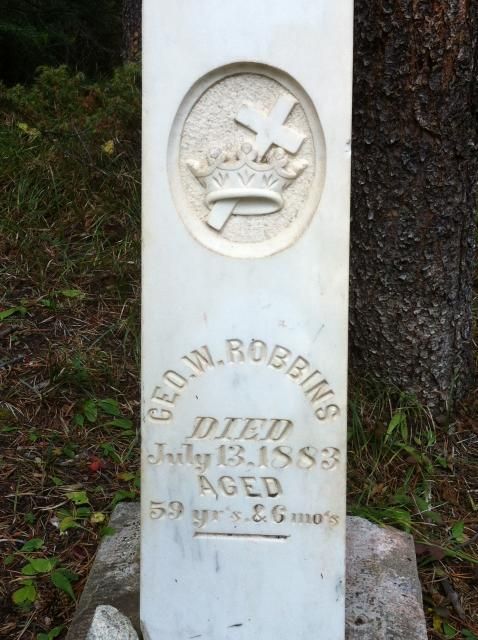 GEO W. ROBBINS
DIED
July 13, 1883
AGED
59 yr's. & 6 mo's